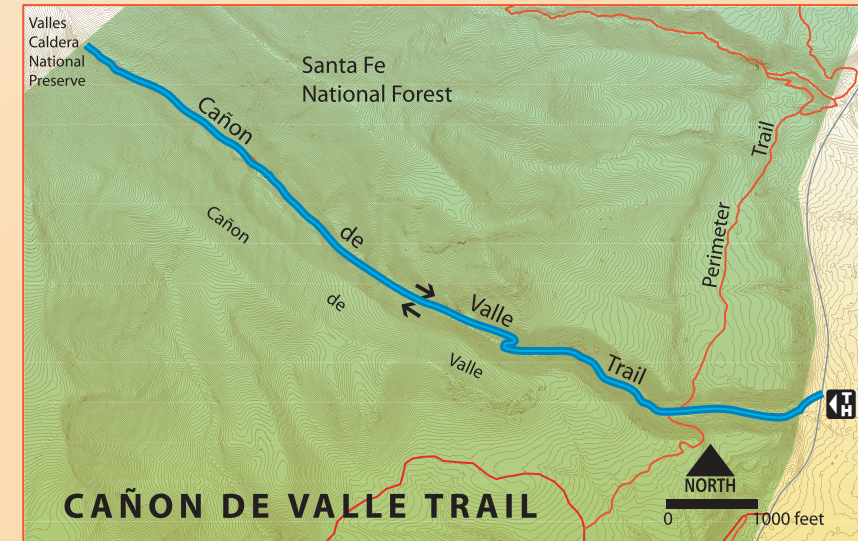 Valles
Caldera
National
Preserve
Santa Fe
National Forest
Cañon de Valle Trail
Cañon de Valle
Perimeter Trail
TH
NORTH
0 1000 feet
CAÑON DE VALLE TRAIL